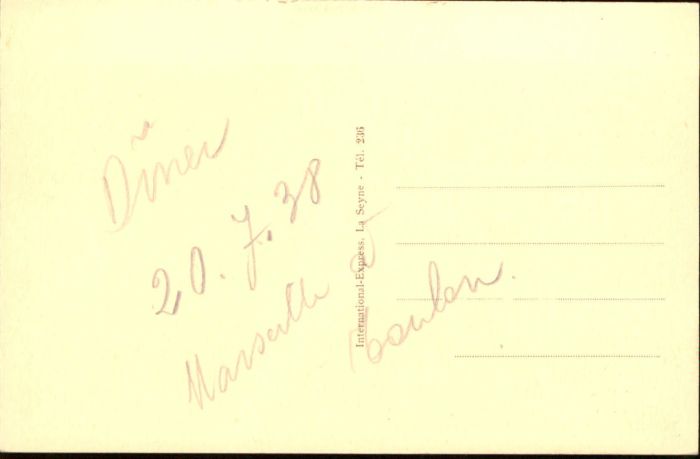 Dîner
20.7.38
Marseille à Toulon.
International-Express, La Seyne - Tél. 236